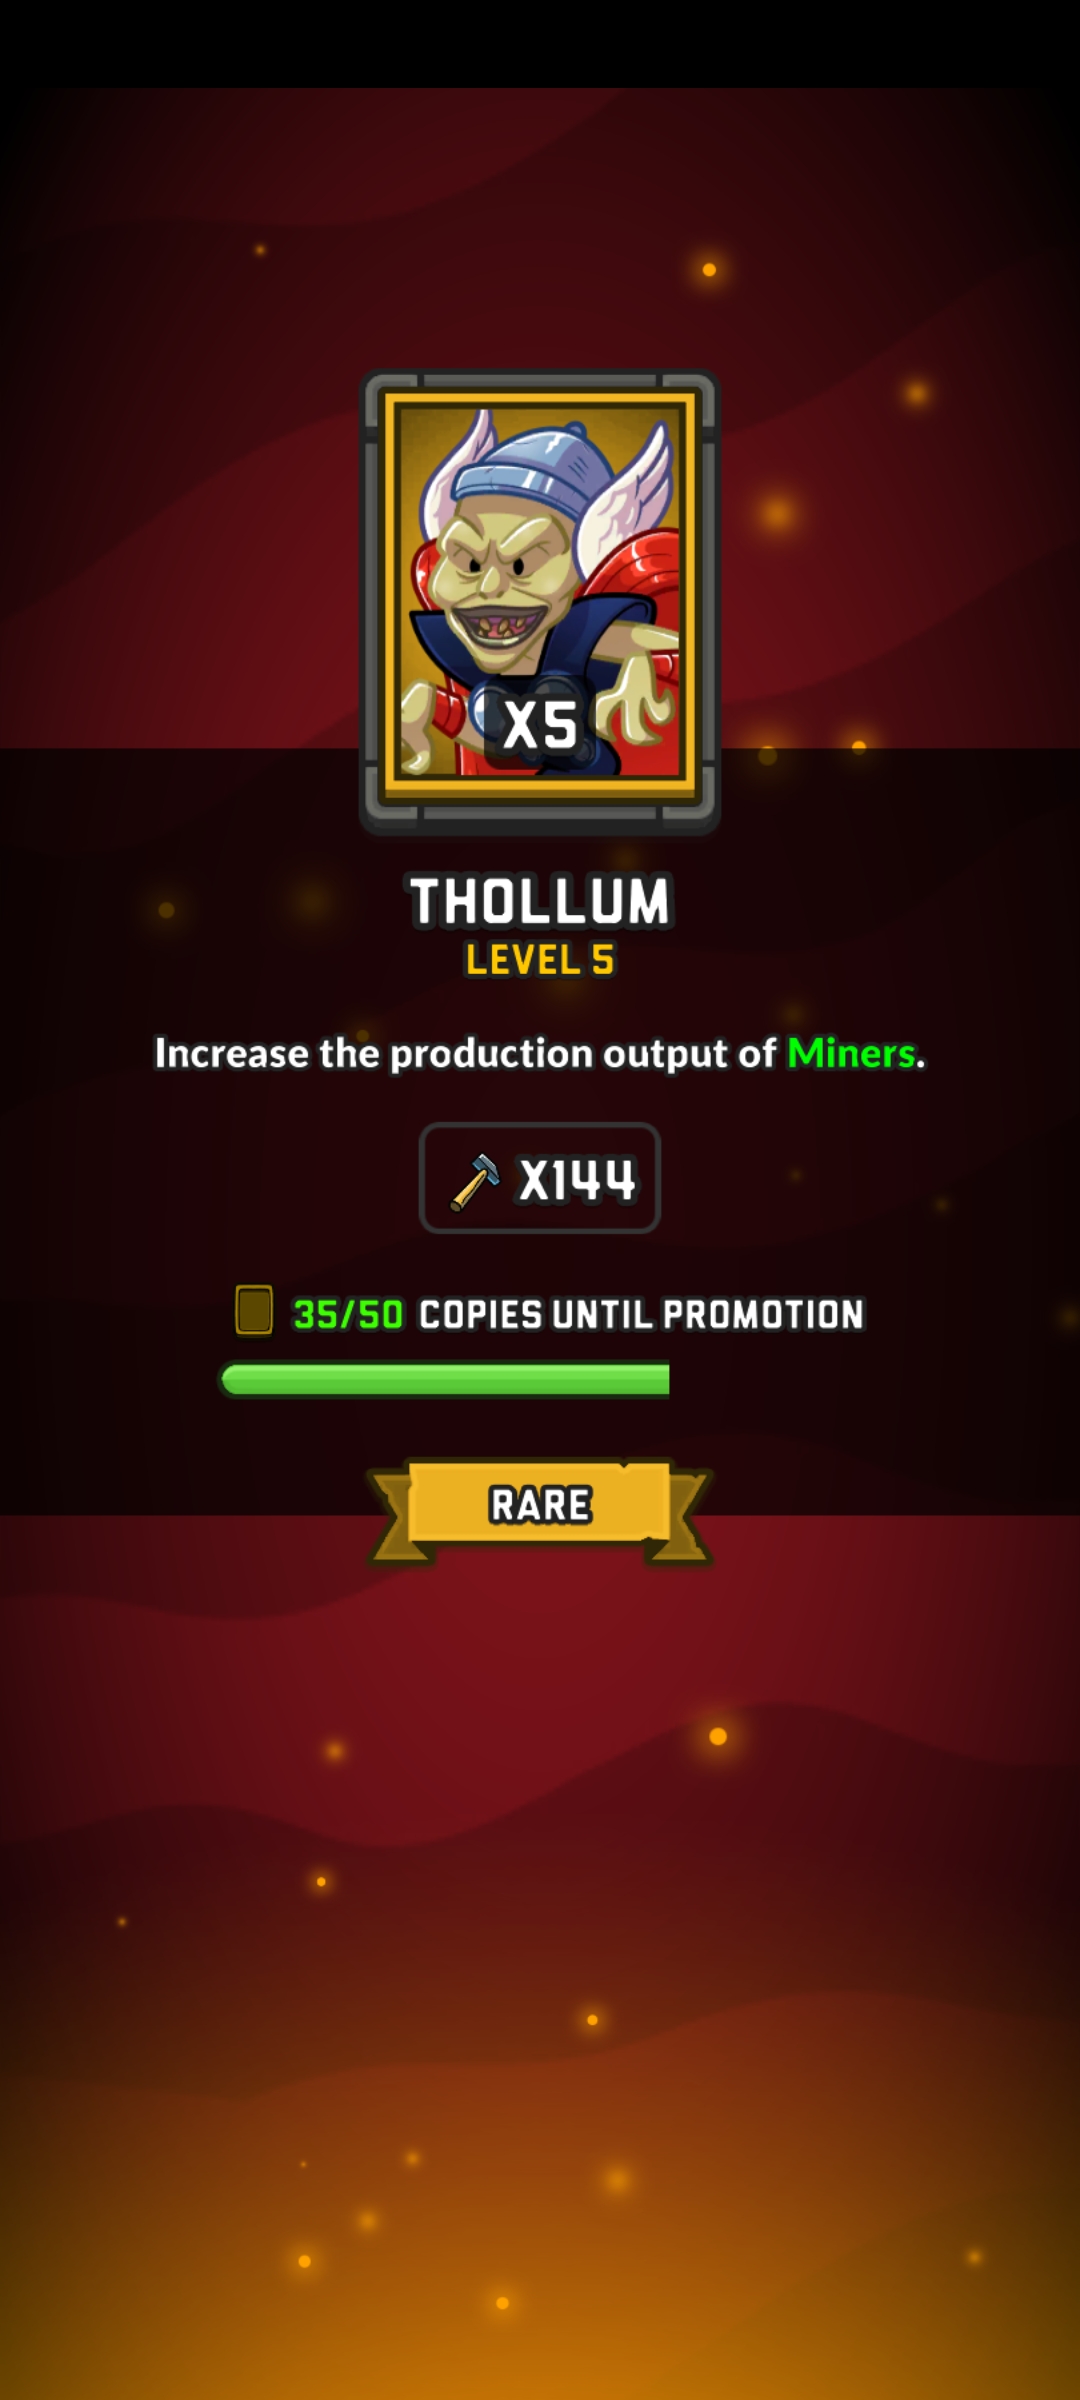 X5
THOLLUM
LEVEL 5
Increase the production output of Miners.
X144
35/50 COPIES UNTIL PROMOTION
RARE